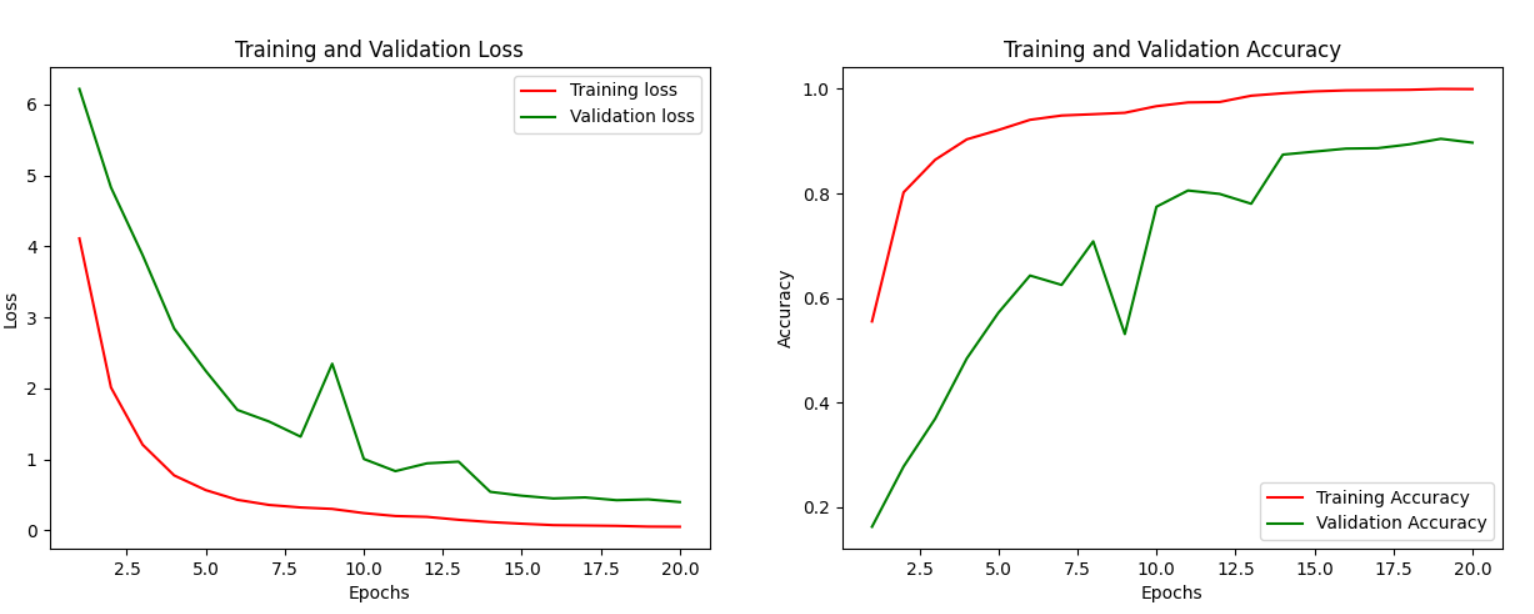 Training and Validation Loss
Training loss
Validation loss
6
5
4
3
2
1
0
Loss
2.5 5.0 7.5 10.0 12.5 15.0 17.5 20.0
Epochs
Training and Validation Accuracy
1.0
0.8
0.6
0.4
0.2
Accuracy
Training Accuracy
Validation Accuracy
2.5 5.0 7.5 10.0 12.5 15.0 17.5 20.0
Epochs